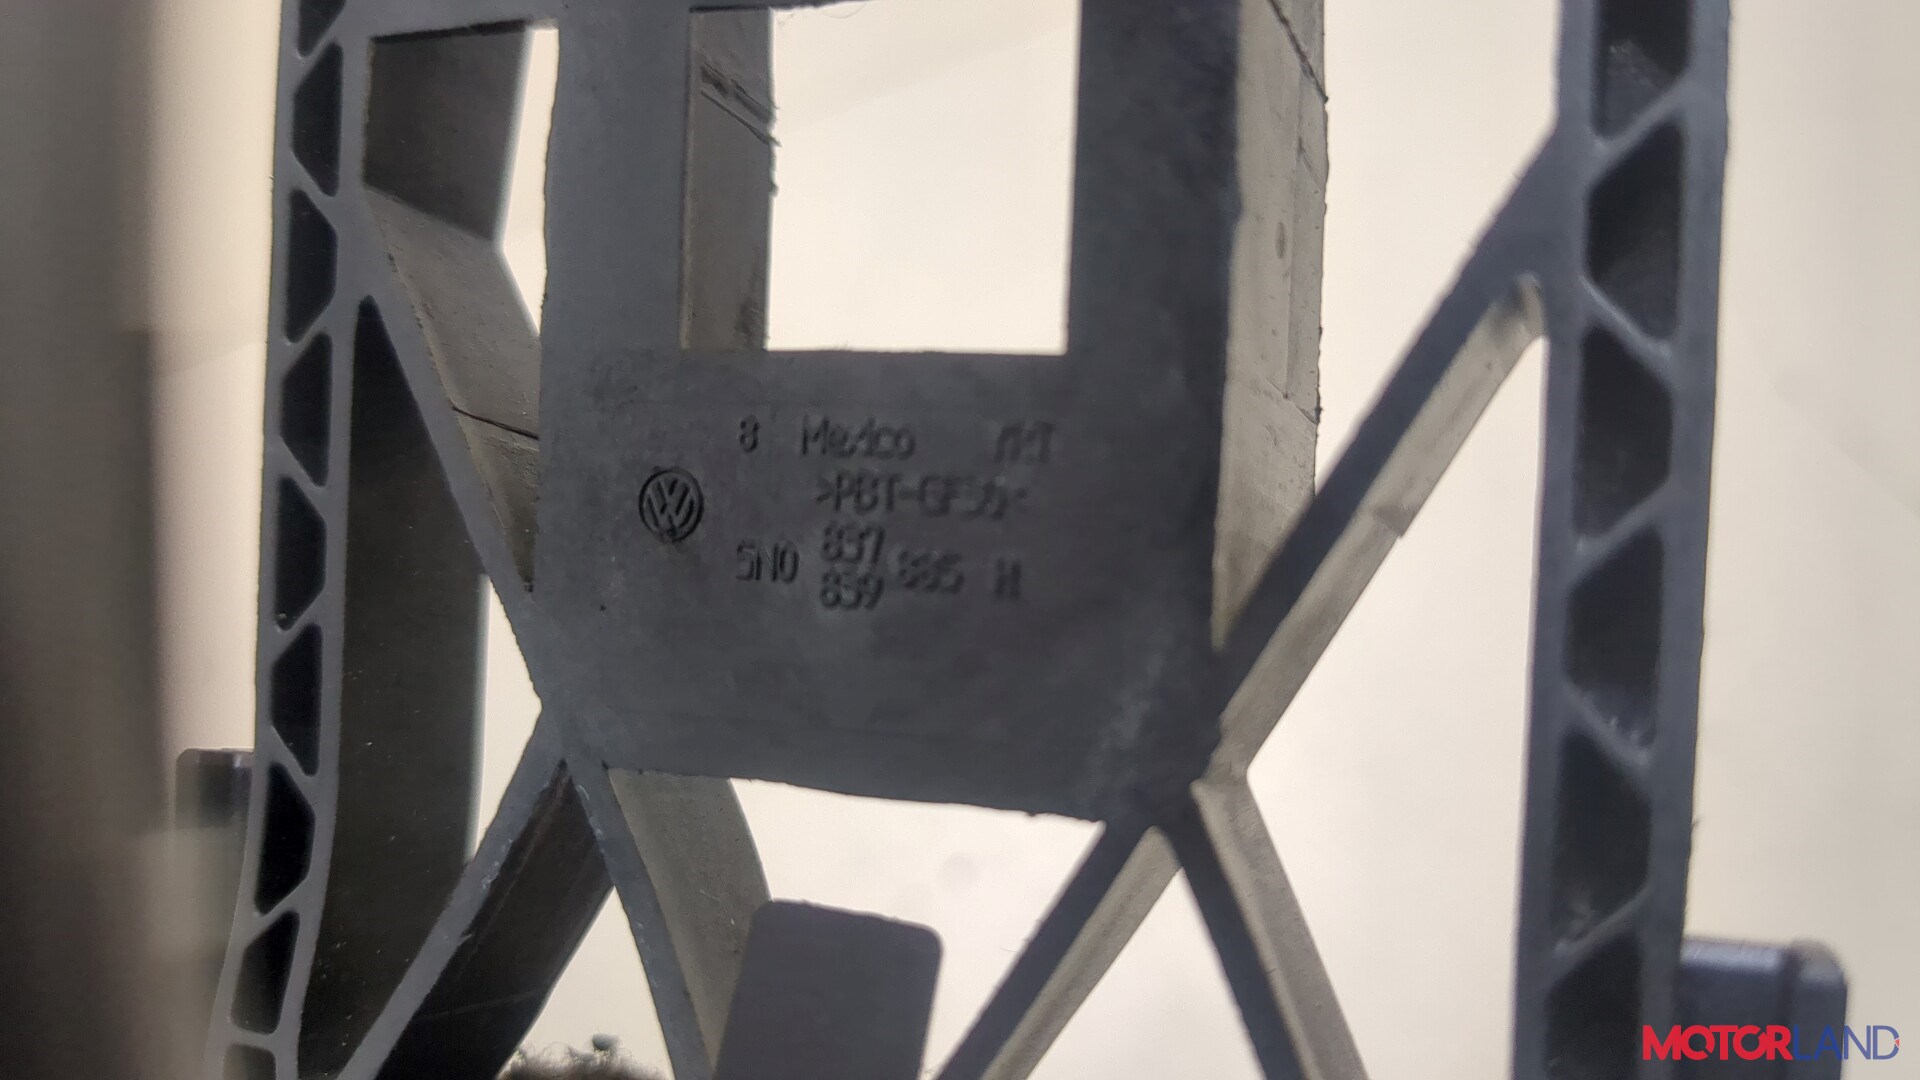 8 Mexico
>PBT-GF30<
837
5N0 885 H
839
MOTORLAND